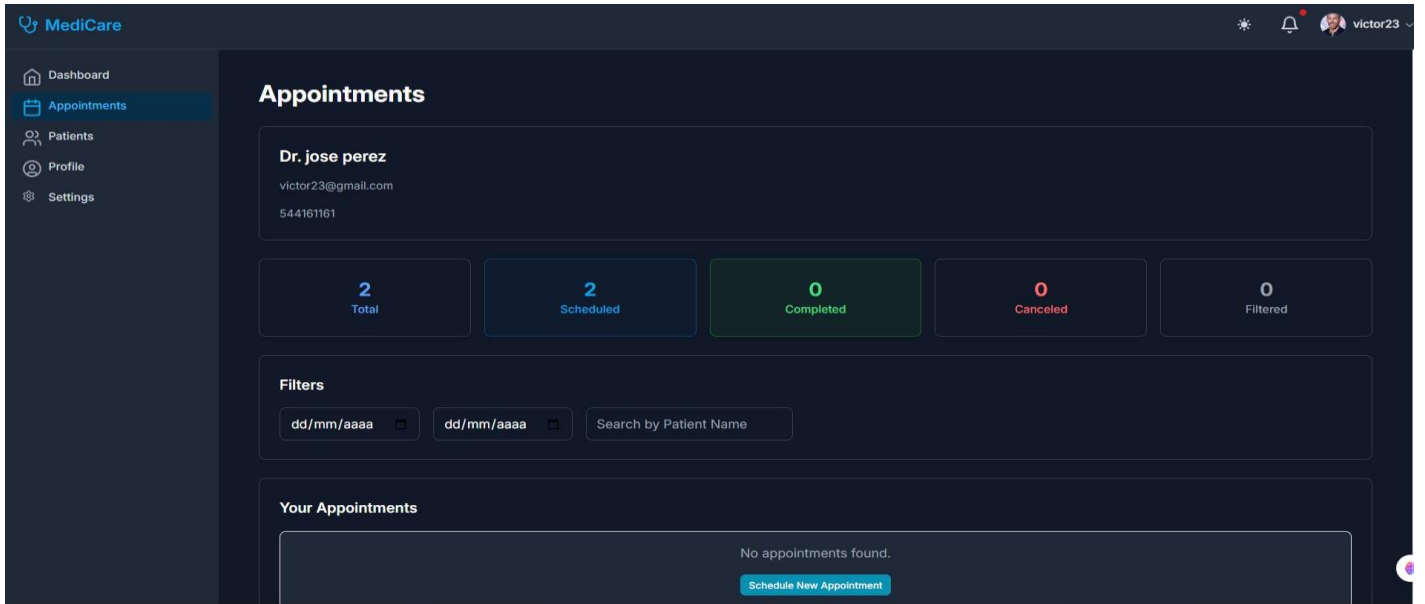 MediCare
victor23
Dashboard
Appointments
Patients
Profile
Settings
Appointments
Dr. jose perez
victor23@gmail.com
544161161
2
Total
2
Scheduled
0
Completed
0
Canceled
0
Filtered
Filters
dd/mm/aaaa
dd/mm/aaaa
Search by Patient Name
Your Appointments
No appointments found.
Schedule New Appointment